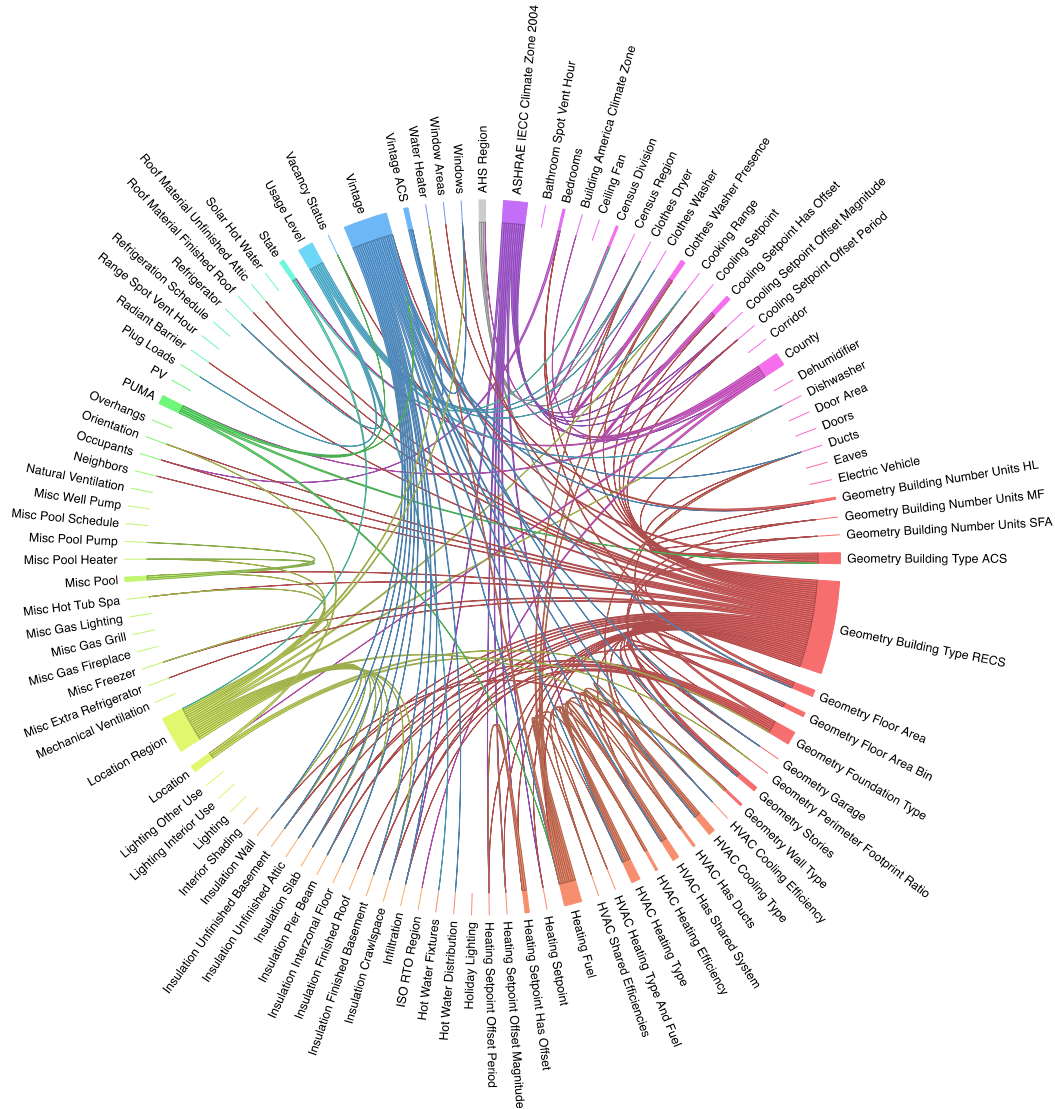 AHS Region
ASHRAE IECC Climate Zone 2004
Bathroom Spot Vent Hour
Bedrooms
Building America Climate Zone
Ceiling Fan
Census Division
Census Region
Clothes Dryer
Clothes Washer
Clothes Washer Presence
Cooking Range
Cooling Setpoint
Cooling Setpoint Has Offset
Cooling Setpoint Offset Magnitude
Cooling Setpoint Offset Period
Corridor
County
Dehumidifier
Dishwasher
Door Area
Doors
Ducts
Eaves
Electric Vehicle
Geometry Building Number Units HL
Geometry Building Number Units MF
Geometry Building Number Units SFA
Geometry Building Type ACS
Geometry Building Type RECS
Geometry Floor Area
Geometry Floor Area Bin
Geometry Foundation Type
Geometry Garage
Geometry Perimeter Footprint Ratio
Geometry Stories
Geometry Wall Type
HVAC Cooling Efficiency
HVAC Cooling Type
HVAC Has Ducts
HVAC Has Shared System
HVAC Heating Efficiency
HVAC Heating Type
HVAC Heating Type And Fuel
HVAC Shared Efficiencies
Heating Fuel
Heating Setpoint
Heating Setpoint Has Offset
Heating Setpoint Offset Magnitude
Heating Setpoint Offset Period
Holiday Lighting
Hot Water Distribution
Hot Water Fixtures
ISO RTO Region
Infiltration
Insulation Crawlspace
Insulation Finished Basement
Insulation Finished Roof
Insulation Interzonal Floor
Insulation Pier Beam
Insulation Slab
Insulation Unfinished Attic
Insulation Unfinished Basement
Insulation Wall
Interior Shading
Lighting
Lighting Interior Use
Lighting Other Use
Location
Location Region
Mechanical Ventilation
Misc Extra Refrigerator
Misc Freezer
Misc Gas Fireplace
Misc Gas Grill
Misc Gas Lighting
Misc Hot Tub Spa
Misc Pool
Misc Pool Heater
Misc Pool Pump
Misc Pool Schedule
Misc Well Pump
Natural Ventilation
Neighbors
Occupants
Orientation
Overhangs
PUMA
PV
Plug Loads
Radiant Barrier
Range Spot Vent Hour
Refrigeration Schedule
Refrigerator
Roof Material Finished Roof
Roof Material Unfinished Attic
Solar Hot Water
State
Usage Level
Vacancy Status
Vintage
Vintage ACS
Water Heater
Window Areas
Windows